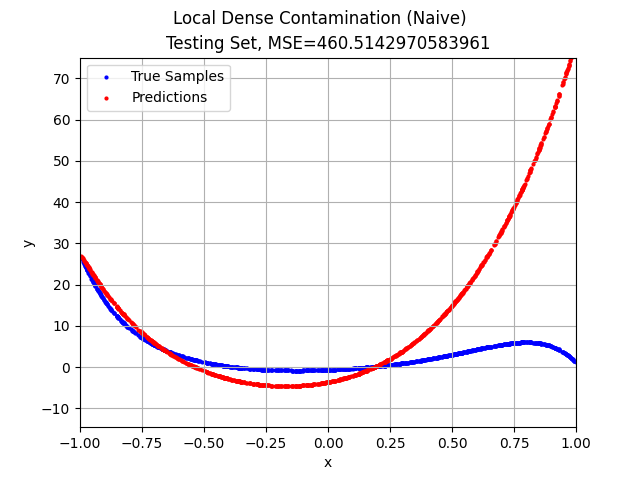 Local Dense Contamination (Naive)
Testing Set, MSE=460.5142970583961
True Samples
Predictions
70
60
50
40
30
20
10
0
−10
y
−1.00 −0.75 −0.50 −0.25 0.00 0.25 0.50 0.75 1.00
x